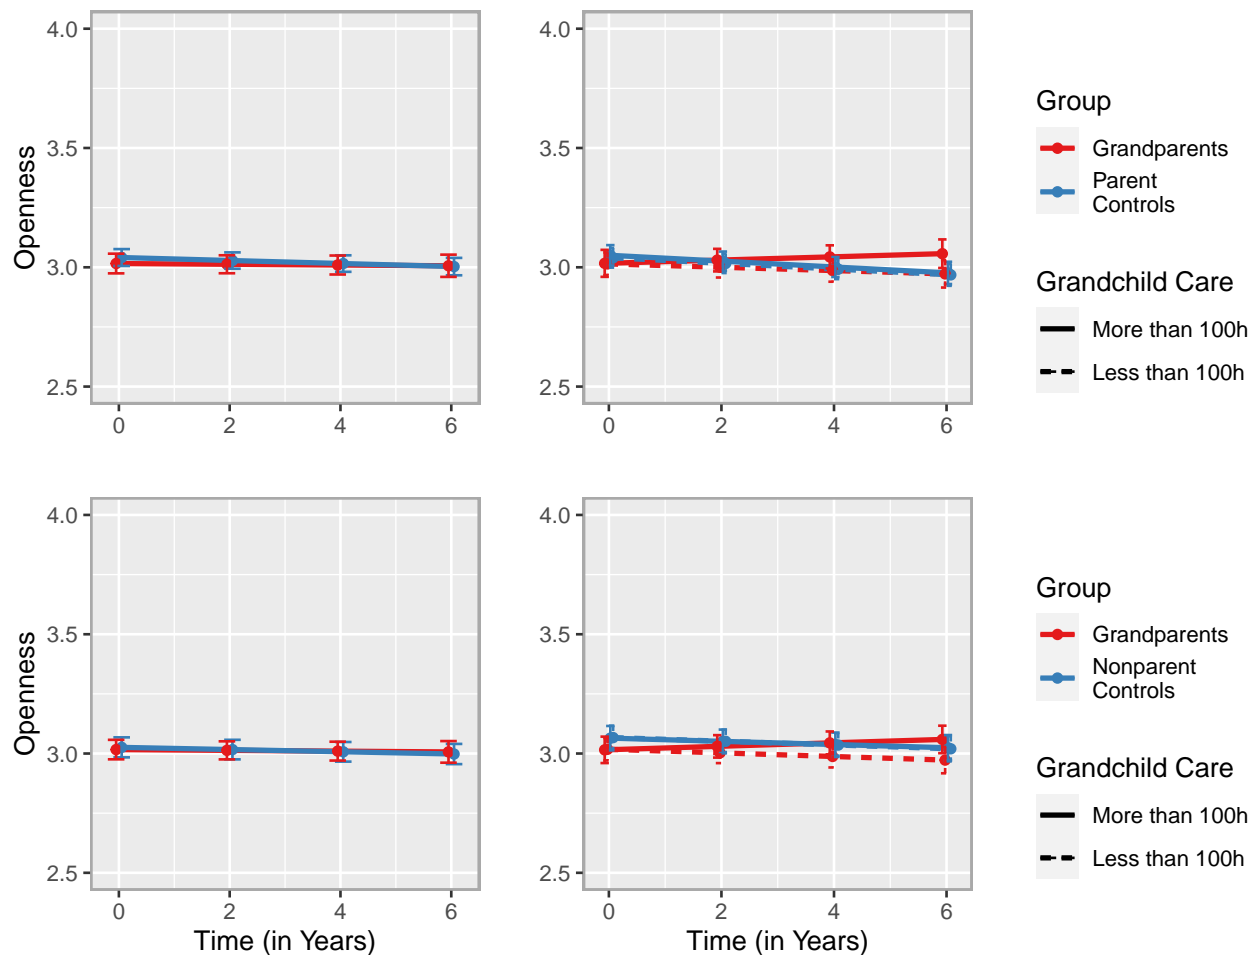 4.0
3.5
3.0
2.5
Openness
0 2 4 6
4.0
3.5
3.0
2.5
0 2 4 6
Group
Grandparents
Parent
Controls
Grandchild Care
More than 100h
Less than 100h
4.0
3.5
3.0
2.5
Openness
0 2 4 6
Time (in Years)
4.0
3.5
3.0
2.5
0 2 4 6
Time (in Years)
Group
Grandparents
Nonparent
Controls
Grandchild Care
More than 100h
Less than 100h